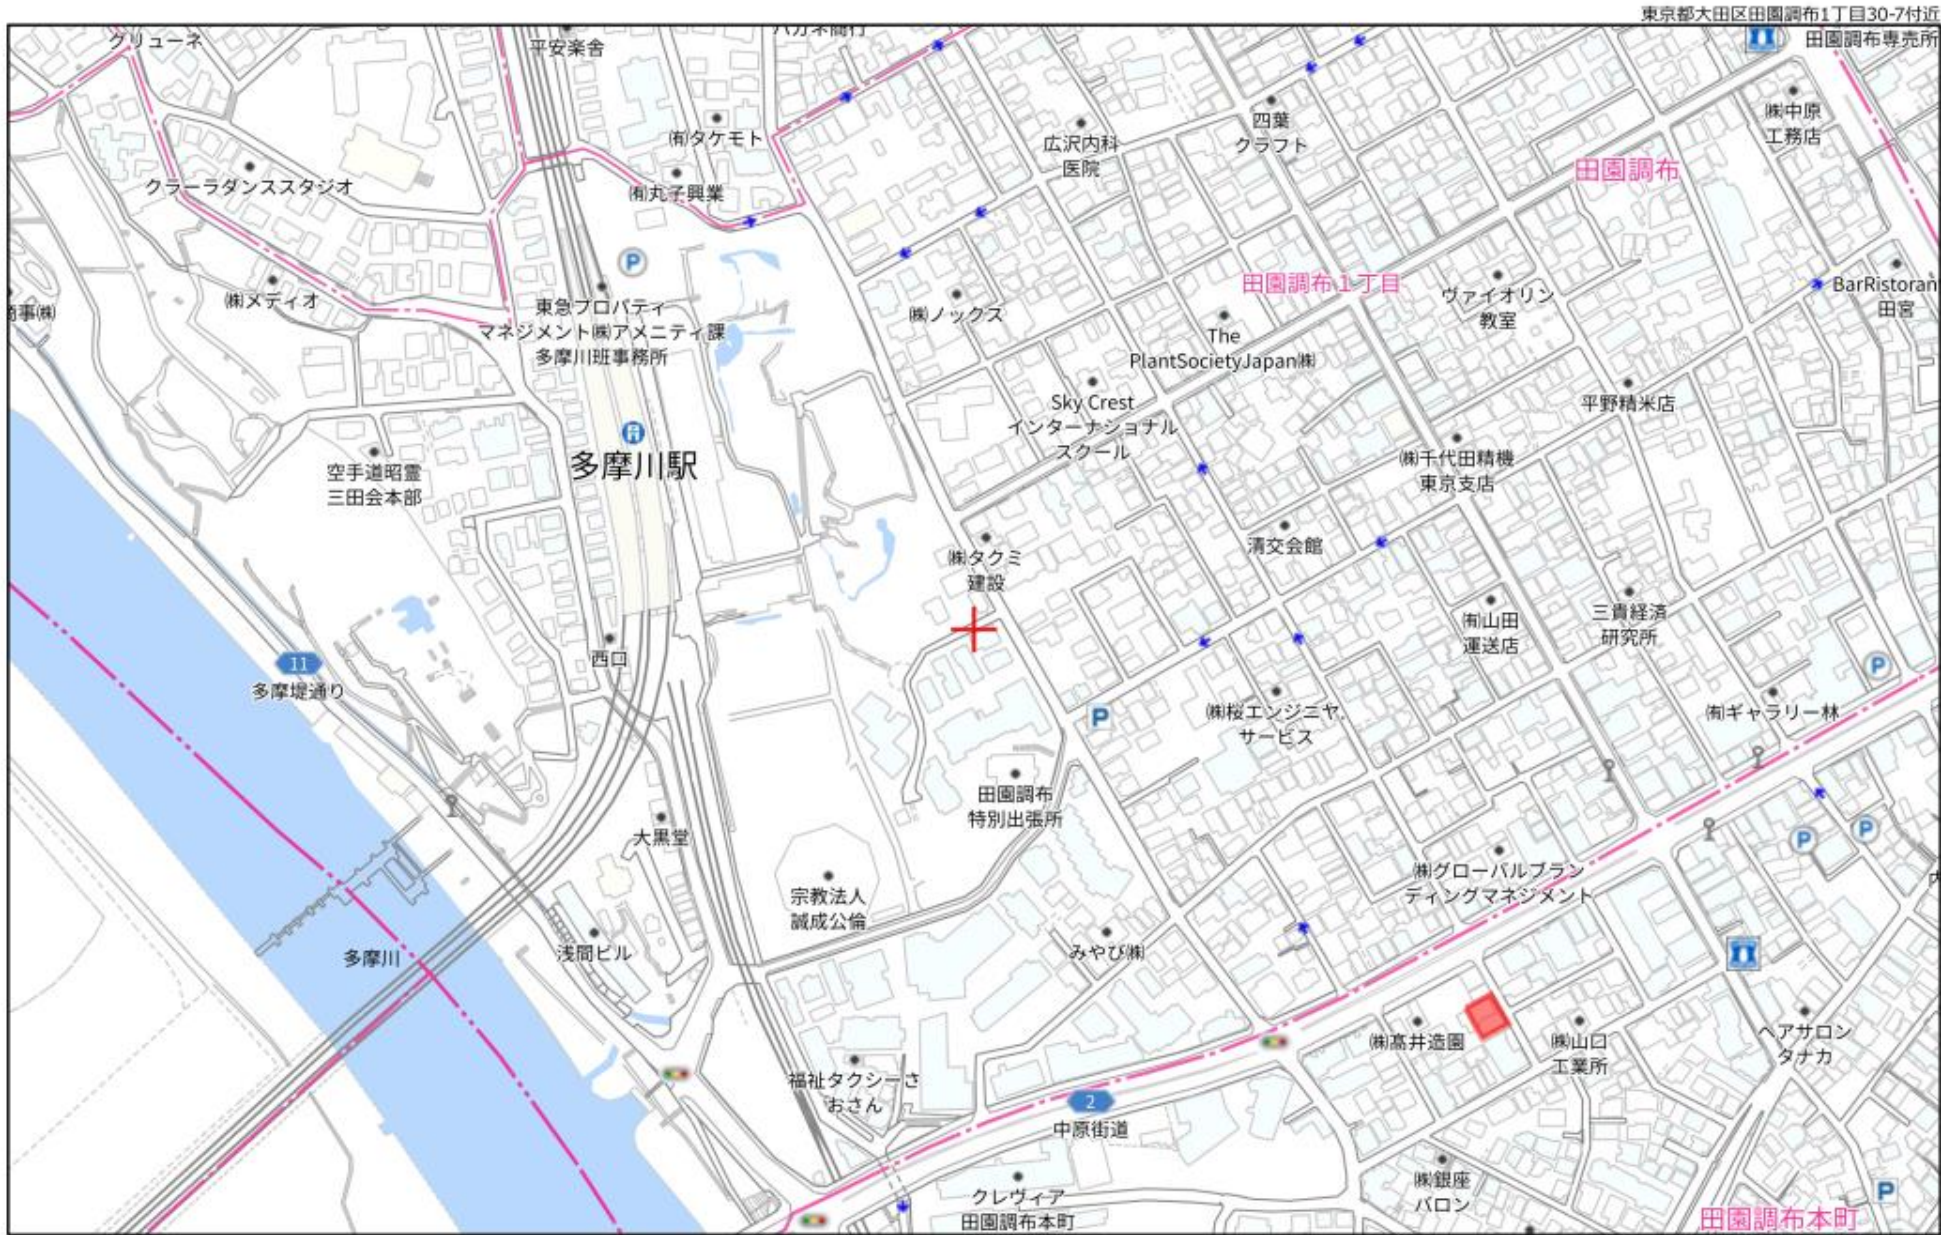 東京都大田区田園調布1丁目30-7付近
グリューネ
平安楽舎
ハガネ商行
田園調布専売所
㈲タケモト
広沢内科
医院
四葉
クラフト
㈱中原
工務店
田園調布
クラーラダンススタジオ
㈲丸子興業
P
㈱メディオ
商事㈱
東急プロパティ
マネジメント㈱アメニティ課
多摩川班事務所
㈱ノックス
田園調布1丁目
The
PlantSocietyJapan㈱
ヴァイオリン
教室
BarRistoran
田宮
Sky Crest
インターナショナル
スクール
平野精米店
多摩川駅
空手道昭霊
三田会本部
㈱千代田精機
東京支店
清交会館
㈱タクミ
建設
㈲山田
運送店
三貴経済
研究所
西口
11
多摩堤通り
P
㈱桜エンジニヤ
サービス
㈲ギャラリー林
P
田園調布
特別出張所
大黒堂
㈱グローバルブラン
ディングマネジメント
P
P
宗教法人
誠成公倫
多摩川
浅間ビル
みやび㈱
㈱髙井造園
㈱山口
工業所
ヘアサロン
タナカ
福祉タクシーさ
おさん
2
中原街道
クレヴィア
田園調布本町
㈱銀座
バロン
P
田園調布本町